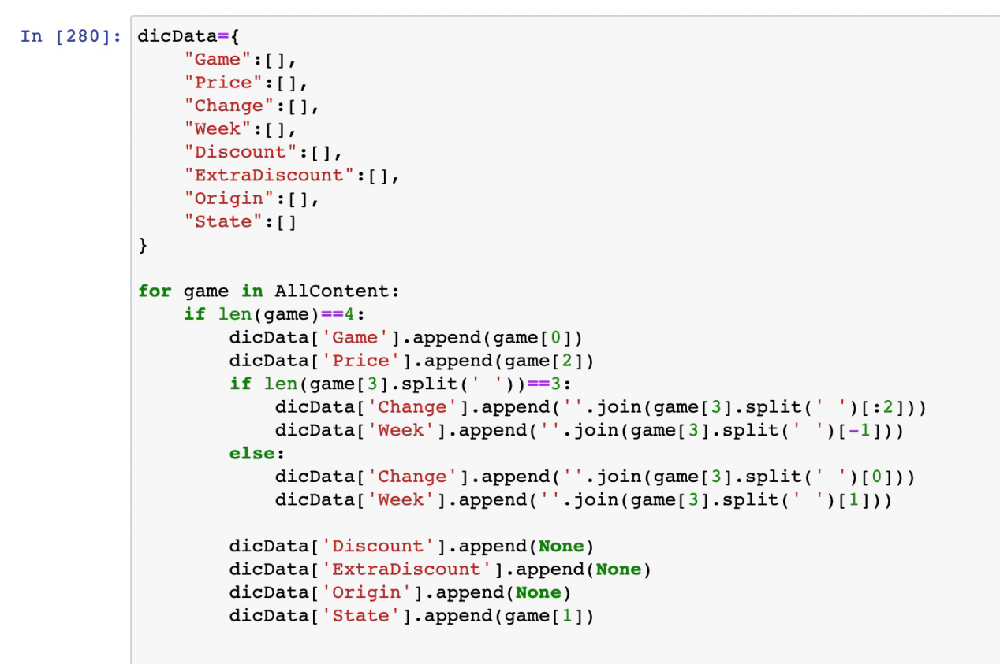 In [280]: dicData={
    "Game":[],
    "Price":[],
    "Change":[],
    "Week":[],
    "Discount":[],
    "ExtraDiscount":[],
    "Origin":[],
    "State":[]
}

for game in AllContent:
    if len(game)==4:
        dicData['Game'].append(game[0])
        dicData['Price'].append(game[2])
        if len(game[3].split(' '))==3:
            dicData['Change'].append(''.join(game[3].split(' ')[:2]))
            dicData['Week'].append(''.join(game[3].split(' ')[-1]))
        else:
            dicData['Change'].append(''.join(game[3].split(' ')[0]))
            dicData['Week'].append(''.join(game[3].split(' ')[1]))

        dicData['Discount'].append(None)
        dicData['ExtraDiscount'].append(None)
        dicData['Origin'].append(None)
        dicData['State'].append(game[1])